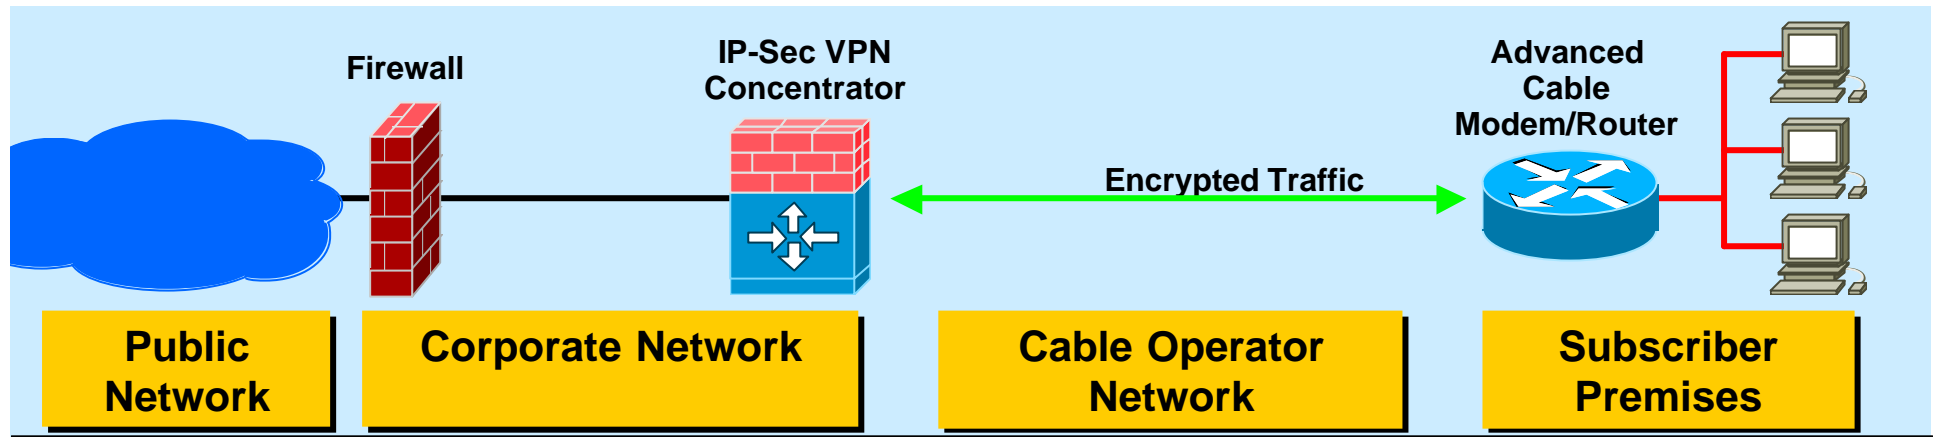 Firewall
IP-Sec VPN
Concentrator
Advanced
Cable
Modem/Router
Encrypted Traffic
Public
Network
Corporate Network
Cable Operator
Network
Subscriber
Premises